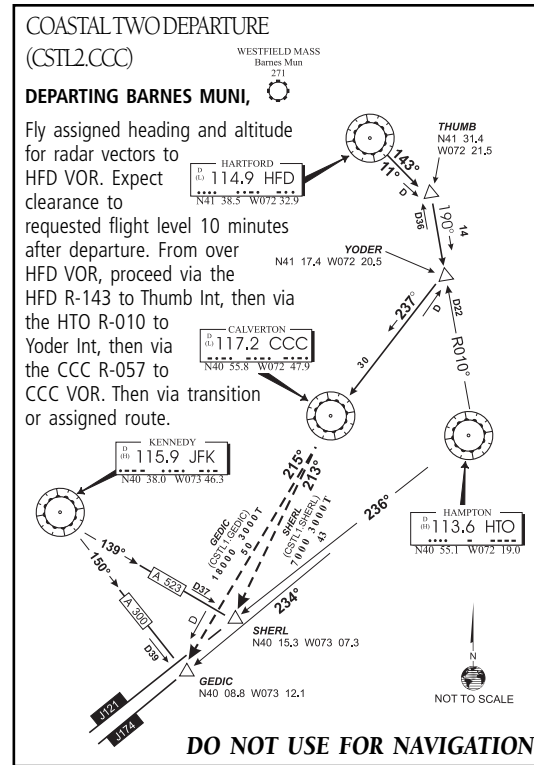 COASTAL TWO DEPARTURE
(CSTL2.CCC)
WESTFIELD MASS
Barnes Mun
271
DEPARTING BARNES MUNI,
Fly assigned heading and altitude
for radar vectors to
HFD VOR. Expect
clearance to
requested flight level 10 minutes
after departure. From over
HFD VOR, proceed via the
HFD R-143 to Thumb Int, then via
the HTO R-010 to
Yoder Int, then via
the CCC R-057 to
CCC VOR. Then via transition
or assigned route.
HARTFORD
D
(L)
114.9 HFD
N41 38.5 W072 32.9
143°
11°
D
THUMB
N41 31.4
W072 21.5
D36
190°
14
YODER
N41 17.4 W072 20.5
237°
D
30
D22
R010°
CALVERTON
D
(L)
117.2 CCC
N40 55.8 W072 47.9
KENNEDY
D
(H)
115.9 JFK
N40 38.0 W073 46.3
215°
213°
GEDIC
(CSTL1.GEDIC)
18000 3000T
50
SHERL
(CSTL1.SHERL)
7000 3000T
43
236°
234°
HAMPTON
D
(H)
113.6 HTO
N40 55.1 W072 19.0
139°
A 523
D37
150°
A 300
D39
D
SHERL
N40 15.3 W073 07.3
GEDIC
N40 08.8 W073 12.1
J121
J174
N
NOT TO SCALE
DO NOT USE FOR NAVIGATION